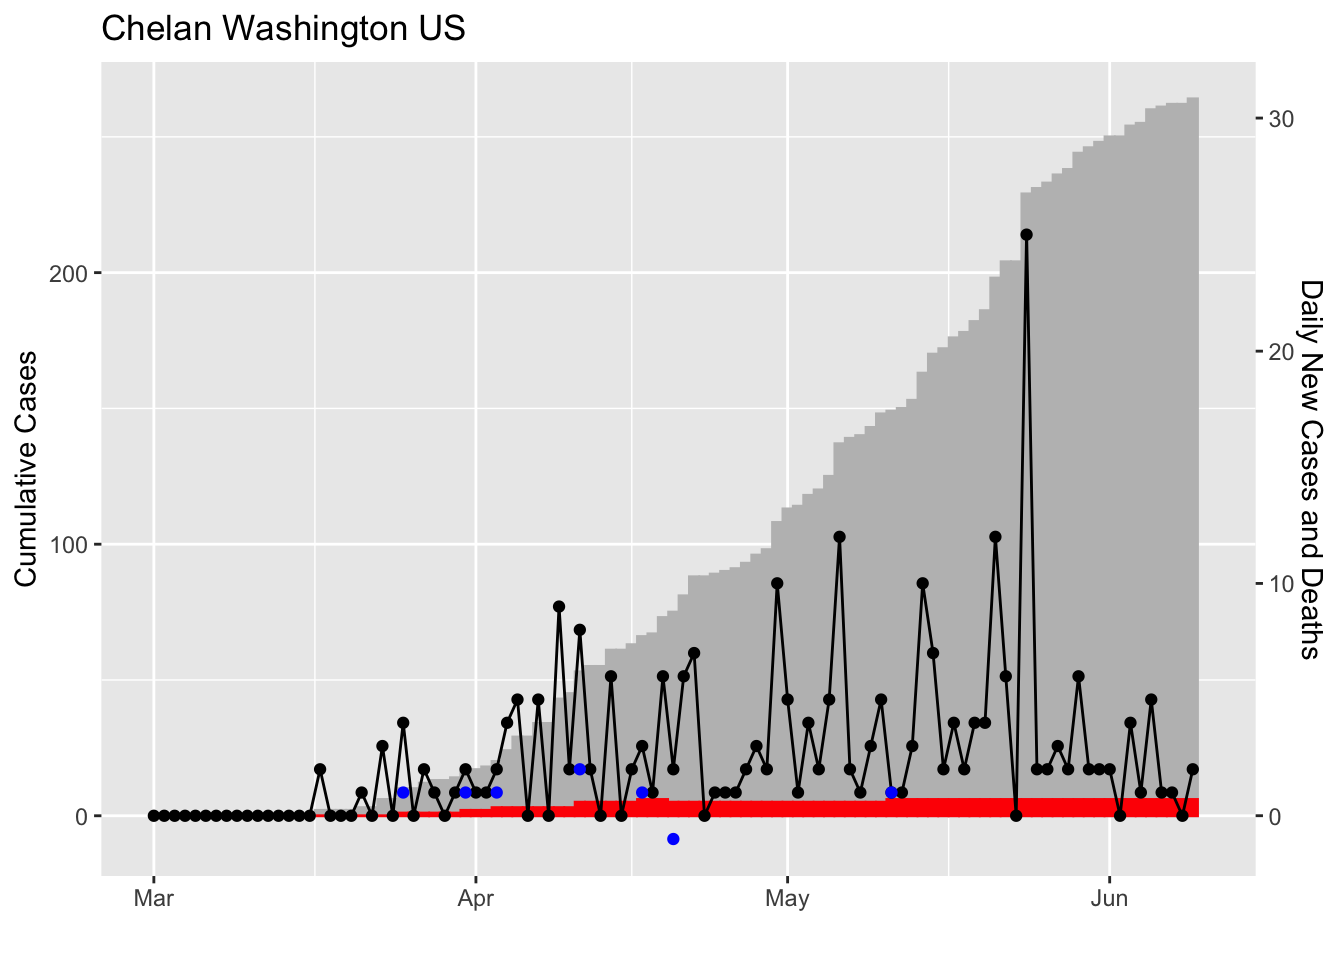 Chelan Washington US
Cumulative Cases
200
100
0
30
20
10
0
Daily New Cases and Deaths
Mar
Apr
May
Jun